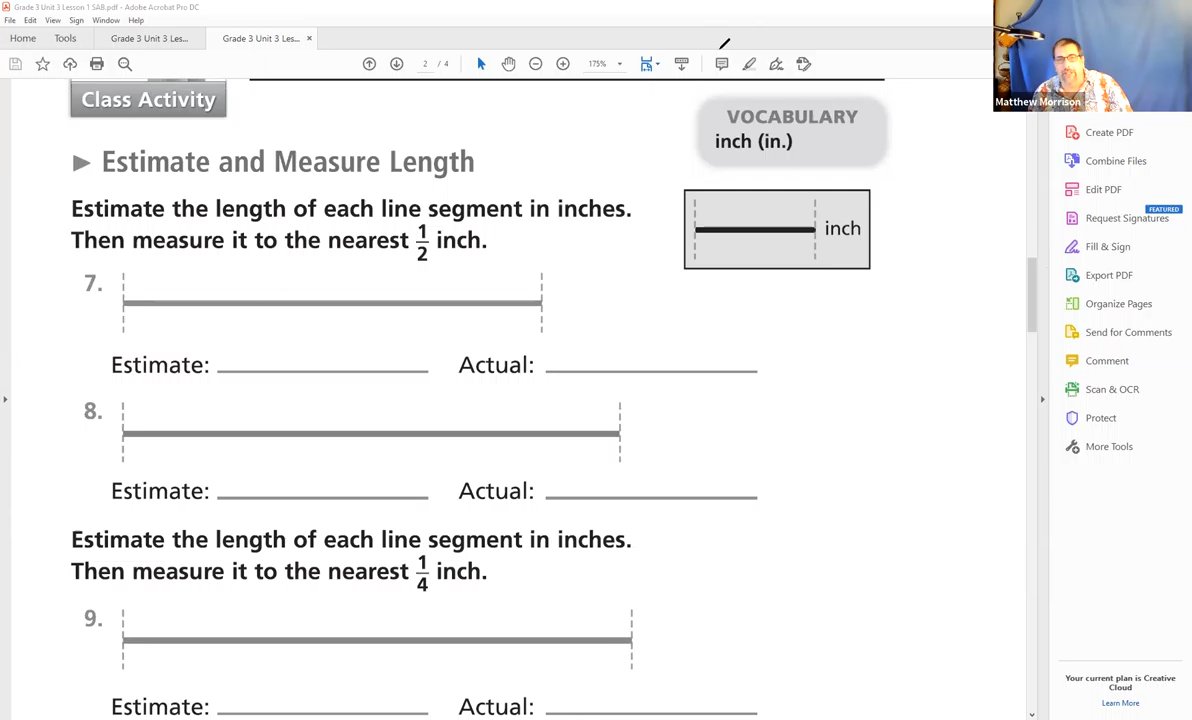 Grade 3 Unit 3 Lesson 1 SAB.pdf - Adobe Acrobat Pro DC
File Edit View Sign Window Help
Home Tools Grade 3 Unit 3 Les... Grade 3 Unit 3 Les... ×
2 / 4 175%
Class Activity
VOCABULARY
inch (in.)
► Estimate and Measure Length
Estimate the length of each line segment in inches.
Then measure it to the nearest 1/2 inch.
inch
7.
Estimate: Actual:
8.
Estimate: Actual:
Estimate the length of each line segment in inches.
Then measure it to the nearest 1/4 inch.
9.
Estimate: Actual:
Matthew Morrison
Create PDF
Combine Files
Edit PDF
FEATURED
Request Signatures
Fill & Sign
Export PDF
Organize Pages
Send for Comments
Comment
Scan & OCR
Protect
More Tools
Your current plan is Creative
Cloud
Learn More